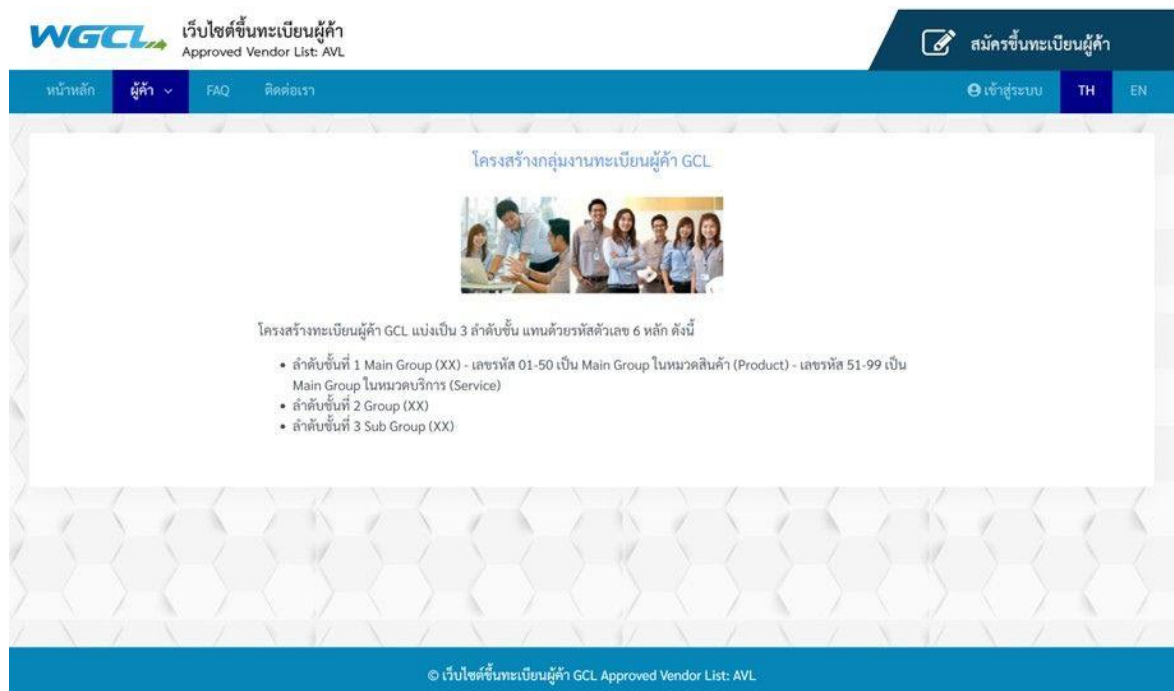 WGCL
เว็บไซต์ขึ้นทะเบียนผู้ค้า
Approved Vendor List: AVL
สมัครขึ้นทะเบียนผู้ค้า
หน้าหลัก ผู้ค้า FAQ ติดต่อเรา เข้าสู่ระบบ TH EN
โครงสร้างกลุ่มงานทะเบียนผู้ค้า GCL
โครงสร้างทะเบียนผู้ค้า GCL แบ่งเป็น 3 ลำดับชั้น แทนด้วยรหัสตัวเลข 6 หลัก ดังนี้
• ลำดับชั้นที่ 1 Main Group (XX) - เลขรหัส 01-50 เป็น Main Group ในหมวดสินค้า (Product) - เลขรหัส 51-99 เป็น
Main Group ในหมวดบริการ (Service)
• ลำดับชั้นที่ 2 Group (XX)
• ลำดับชั้นที่ 3 Sub Group (XX)
© เว็บไซต์ขึ้นทะเบียนผู้ค้า GCL Approved Vendor List: AVL